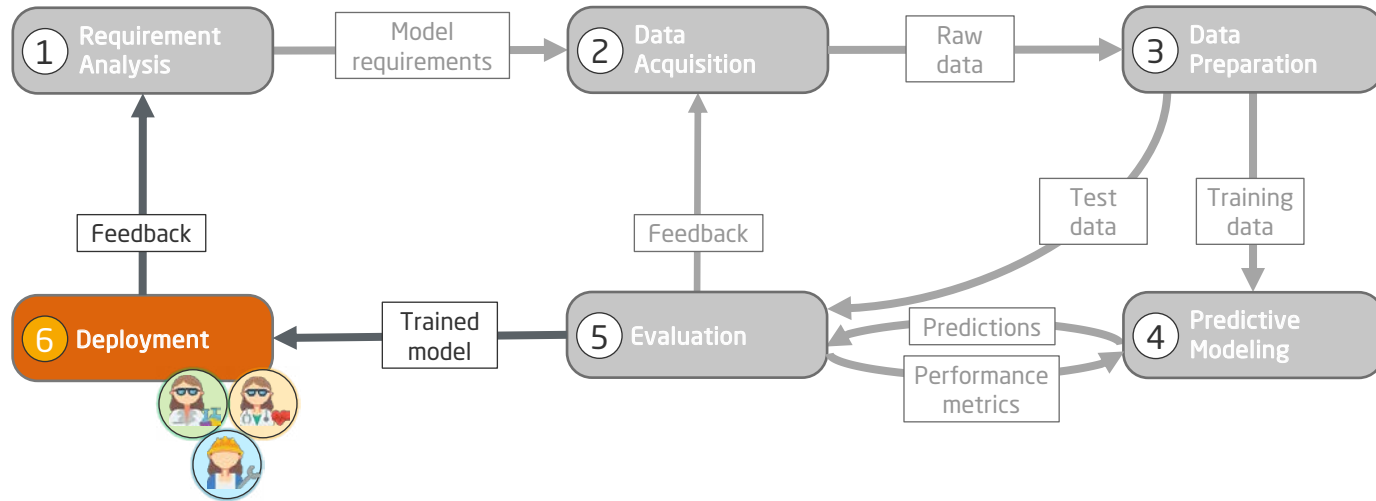 1
Requirement
Analysis
Model
requirements
2
Data
Acquisition
Raw
data
3
Data
Preparation
Feedback
Feedback
Test
data
Training
data
6
Deployment
Trained
model
5
Evaluation
Predictions
Performance
metrics
4
Predictive
Modeling